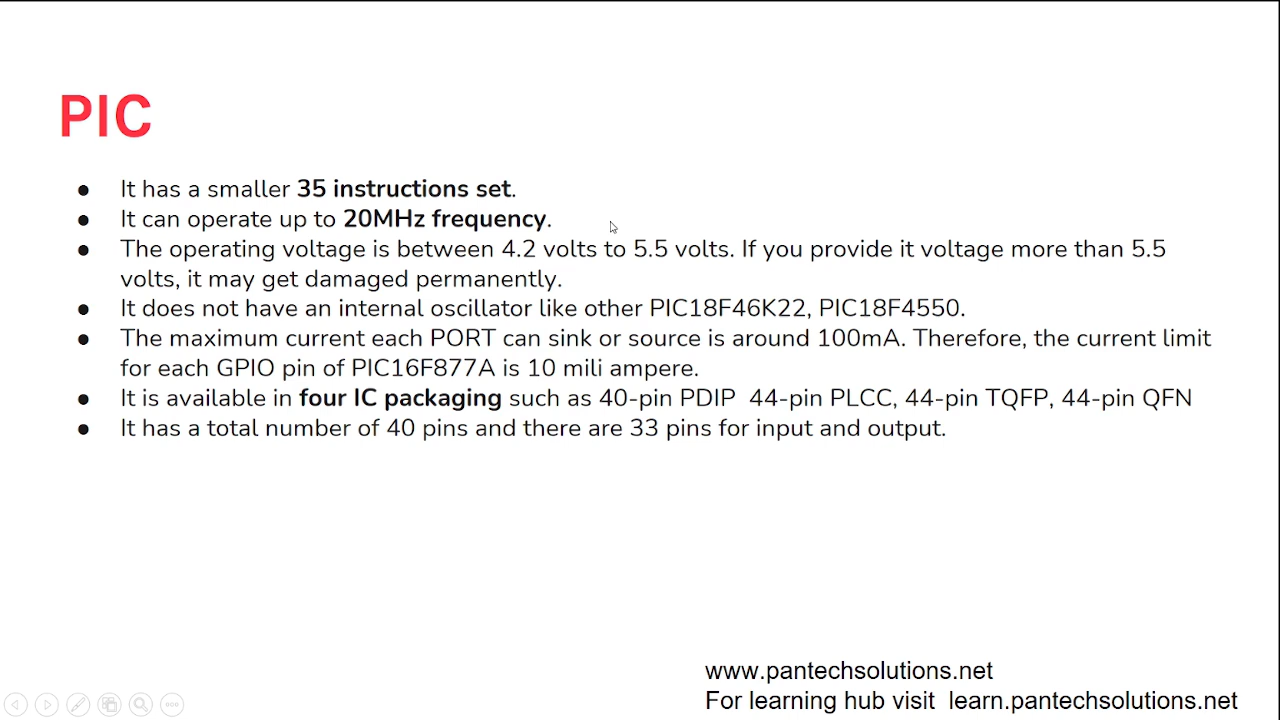 PIC
● It has a smaller 35 instructions set.
● It can operate up to 20MHz frequency.
● The operating voltage is between 4.2 volts to 5.5 volts. If you provide it voltage more than 5.5
volts, it may get damaged permanently.
● It does not have an internal oscillator like other PIC18F46K22, PIC18F4550.
● The maximum current each PORT can sink or source is around 100mA. Therefore, the current limit
for each GPIO pin of PIC16F877A is 10 mili ampere.
● It is available in four IC packaging such as 40-pin PDIP  44-pin PLCC, 44-pin TQFP, 44-pin QFN
● It has a total number of 40 pins and there are 33 pins for input and output.
www.pantechsolutions.net
For learning hub visit  learn.pantechsolutions.net